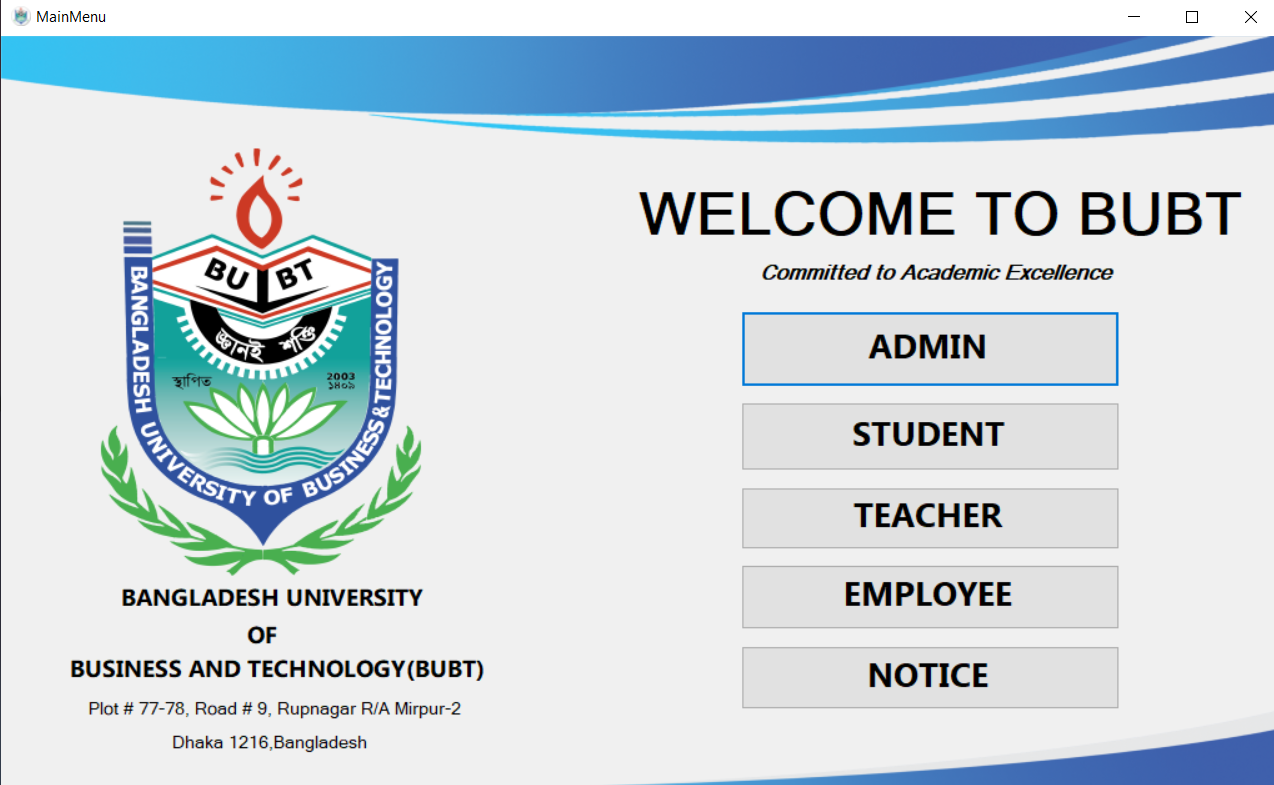 MainMenu
WELCOME TO BUBT
Committed to Academic Excellence
ADMIN
STUDENT
TEACHER
EMPLOYEE
NOTICE
BU BT
জ্ঞানই শক্তি
স্থাপিত
2003
১৪০৯
BANGLADESH UNIVERSITY OF BUSINESS & TECHNOLOGY
BANGLADESH UNIVERSITY
OF
BUSINESS AND TECHNOLOGY(BUBT)
Plot # 77-78, Road # 9, Rupnagar R/A Mirpur-2
Dhaka 1216,Bangladesh